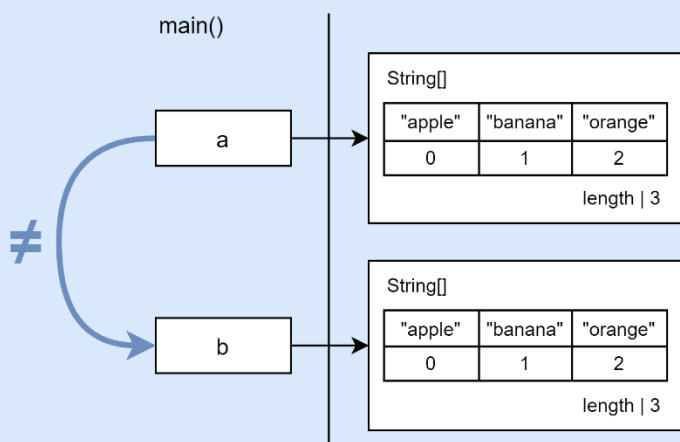 main()
String[]
"apple" "banana" "orange"
a
0 1 2
length | 3
≠
String[]
"apple" "banana" "orange"
b
0 1 2
length | 3